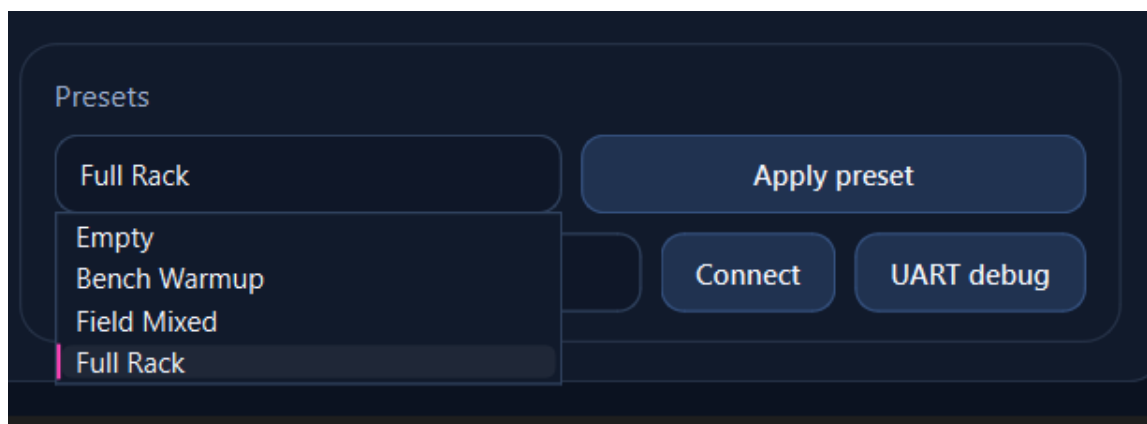 Presets
Full Rack
Apply preset
Empty
Bench Warmup
Field Mixed
Full Rack
Connect
UART debug